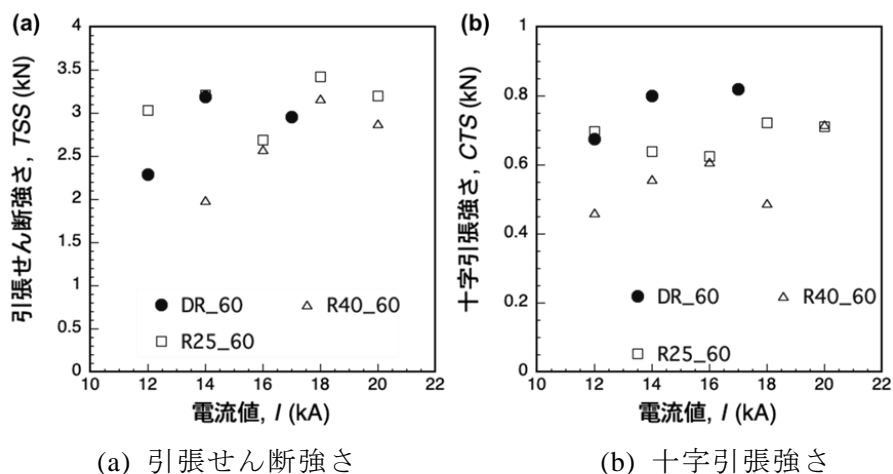 (a)
引張せん断強さ, TSS (kN)
4
3.5
3
2.5
2
1.5
1
0.5
0
DR_60
R40_60
R25_60
10 12 14 16 18 20 22
電流値, I (kA)
(b)
十字引張強さ, CTS (kN)
1
0.8
0.6
0.4
0.2
0
DR_60
R40_60
R25_60
10 12 14 16 18 20 22
電流値, I (kA)
(a) 引張せん断強さ
(b) 十字引張強さ